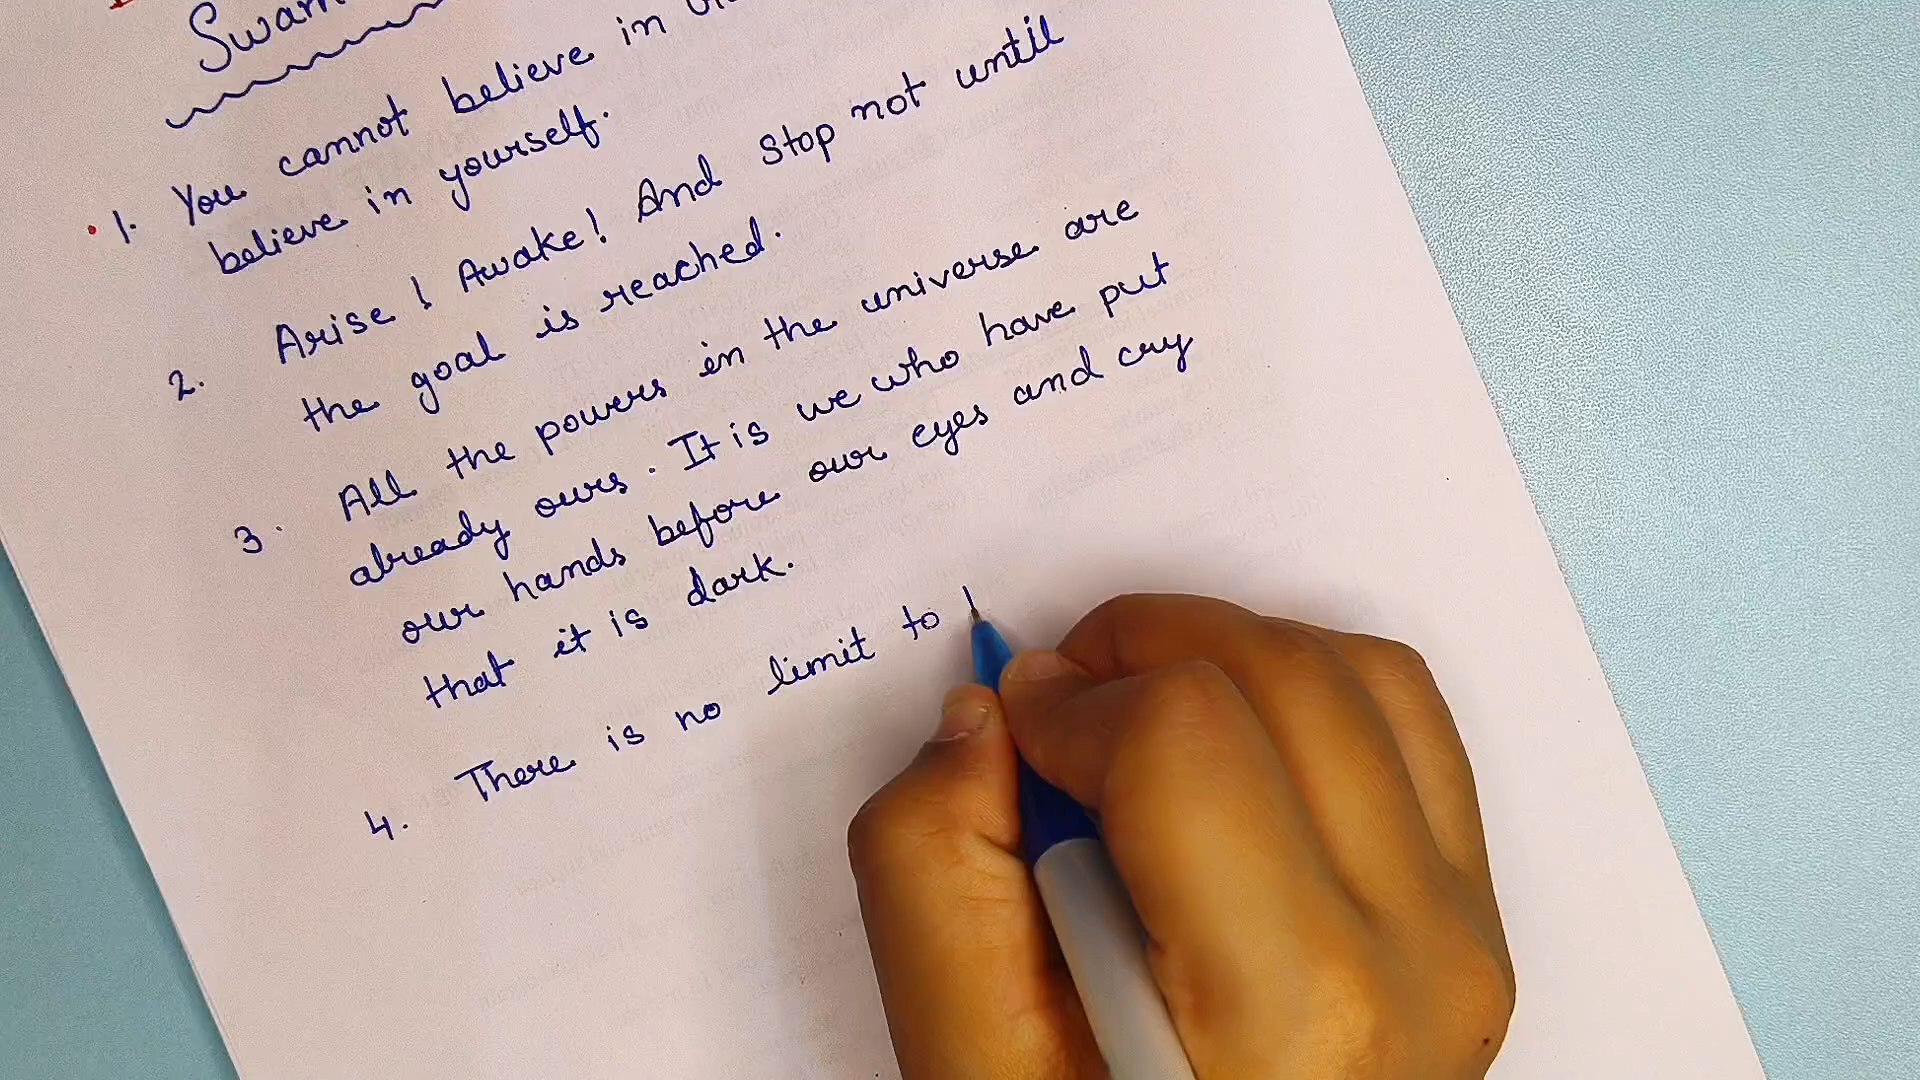 You cannot believe in
1. believe in yourself.
2. Arise! Awake! And stop not until
the goal is reached.
3. All the powers in the universe are
already ours. It is we who have put
our hands before our eyes and cry
that it is dark.
4. There is no limit to